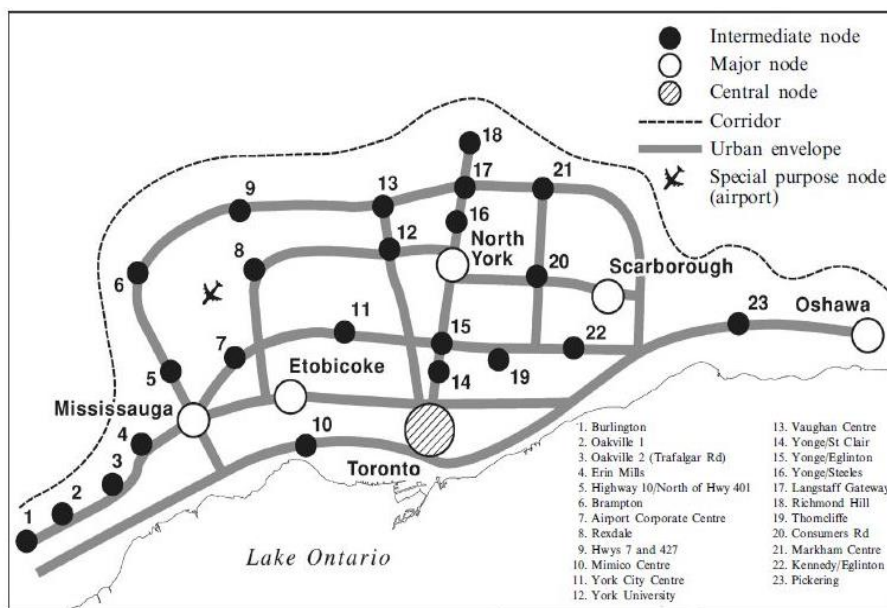 Intermediate node
Major node
Central node
Corridor
Urban envelope
Special purpose node
(airport)
18
17
21
9
13
16
8
12
North
York
6
20
Scarborough
23
Oshawa
11
15
7
22
Etobicoke
5
14
19
Mississauga
4
10
3
Toronto
2
1
Lake Ontario
1. Burlington
2. Oakville 1
3. Oakville 2 (Trafalgar Rd)
4. Erin Mills
5. Highway 10/North of Hwy 401
6. Brampton
7. Airport Corporate Centre
8. Rexdale
9. Hwys 7 and 427
10. Mimico Centre
11. York City Centre
12. York University
13. Vaughan Centre
14. Yonge/St Clair
15. Yonge/Eglinton
16. Yonge/Steeles
17. Langstaff Gateway
18. Richmond Hill
19. Thorncliffe
20. Consumers Rd
21. Markham Centre
22. Kennedy/Eglinton
23. Pickering